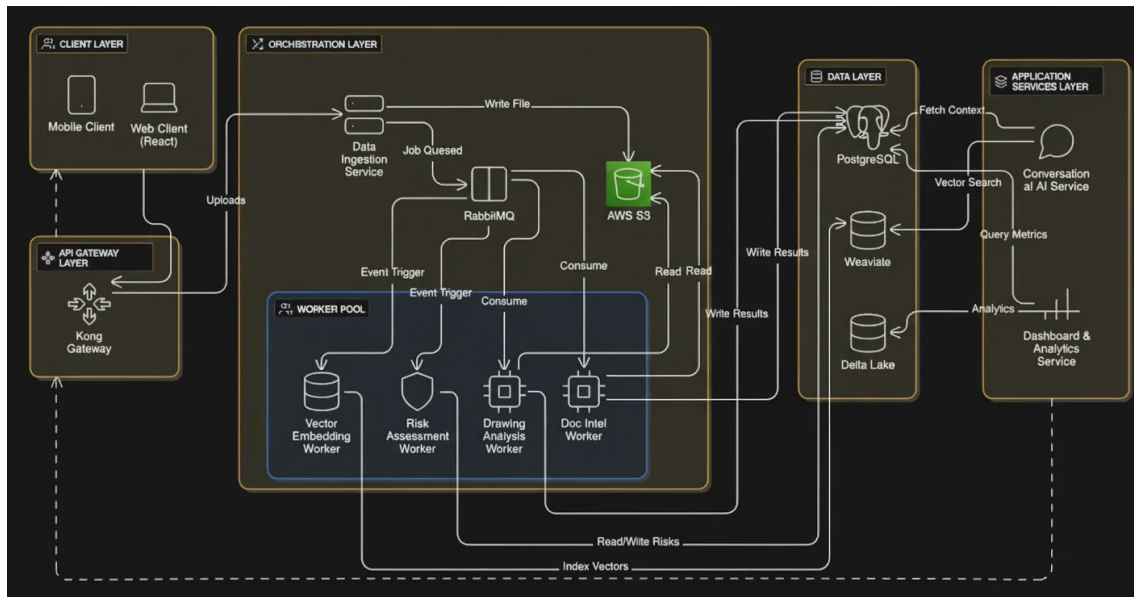 CLIENT LAYER
Mobile Client
Web Client
(React)
API GATEWAY
LAYER
Kong
Gateway
Uploads
ORCHBSTRATION LAYER
Write File
Data
Ingestion
Service
Job Quesed
RabbiIMQ
AWS S3
Event Trigger
Event Trigger
Consume
Consume
Read
Read
WORKER POOL
Vector
Embedding
Worker
Risk
Assessment
Worker
Drawing
Analysis
Worker
Doc Intel
Worker
Wiite Results
Write Results
Read/Wiite Risks
Index Vectors
DATA LAYER
PostgreSQL
Weaviate
Delta Lake
APPLICATION
SERVICES LAYER
Fetch Context
Conversation
al AI Service
Vector Search
Query Metrics
Analytics
Dashboard &
Analytics
Service